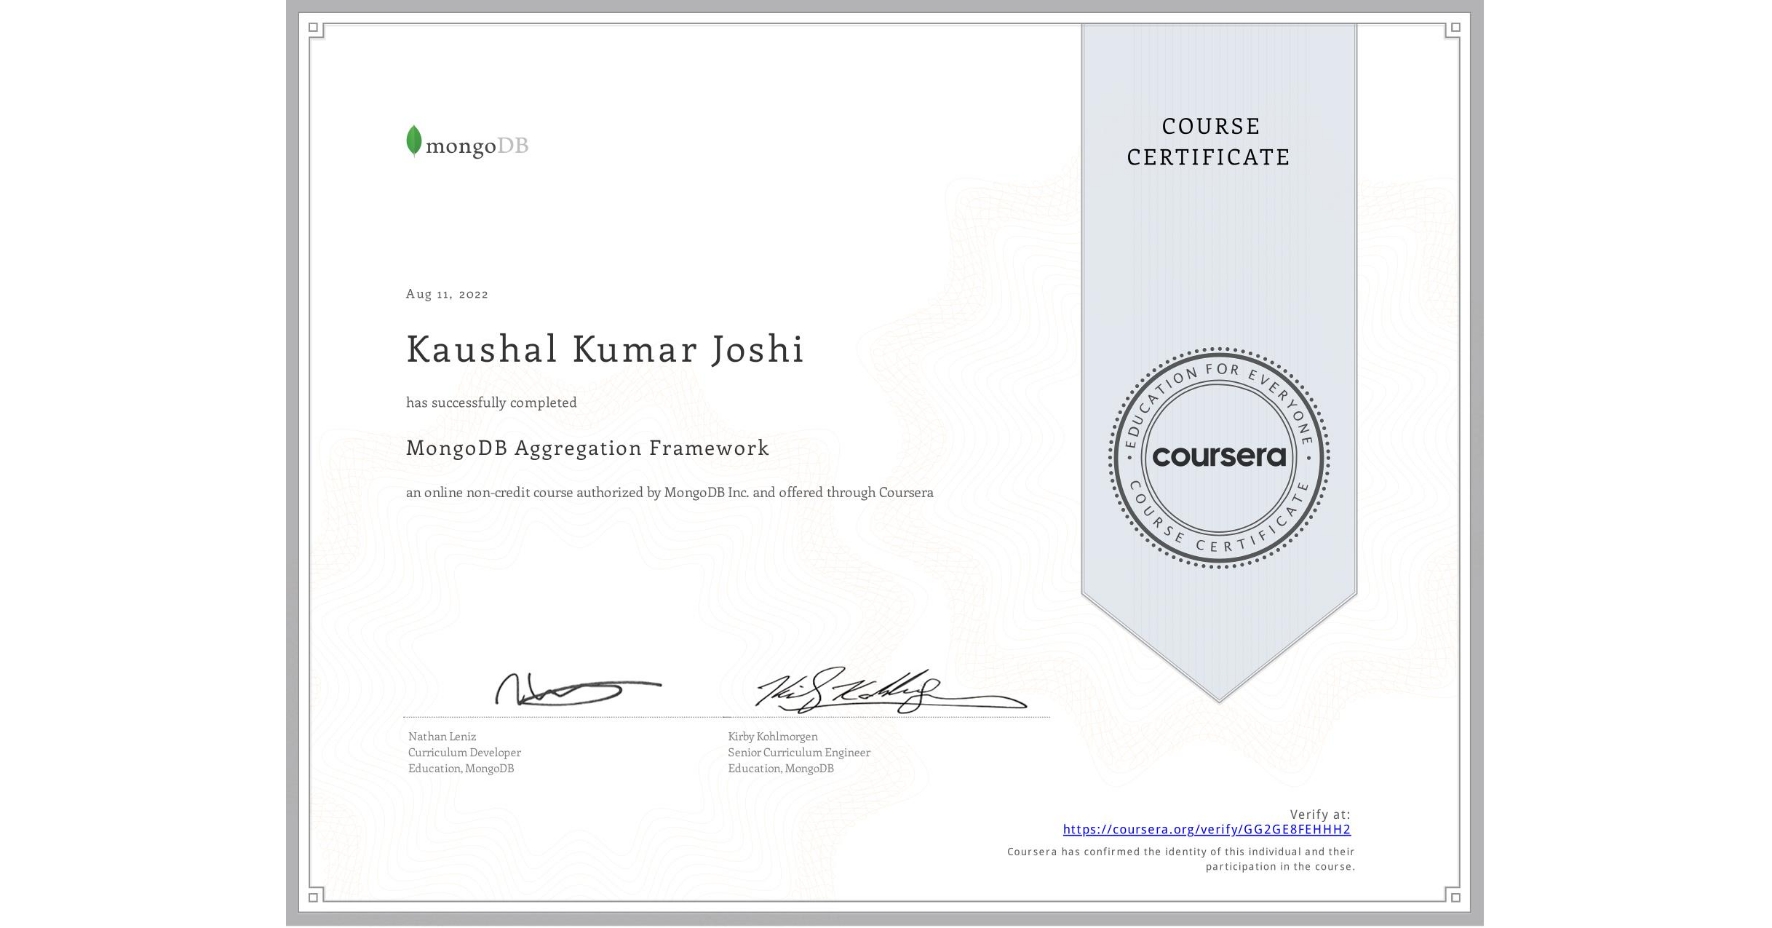 mongoDB
COURSE
CERTIFICATE
Aug 11, 2022
Kaushal Kumar Joshi
has successfully completed
MongoDB Aggregation Framework
an online non-credit course authorized by MongoDB Inc. and offered through Coursera
EDUCATION FOR EVERYONE
coursera
COURSE CERTIFICATE
Nathan Leniz
Curriculum Developer
Education, MongoDB
Kirby Kohlmorgen
Senior Curriculum Engineer
Education, MongoDB
Verify at:
https://coursera.org/verify/GG2GE8FEHHH2
Coursera has confirmed the identity of this individual and their
participation in the course.